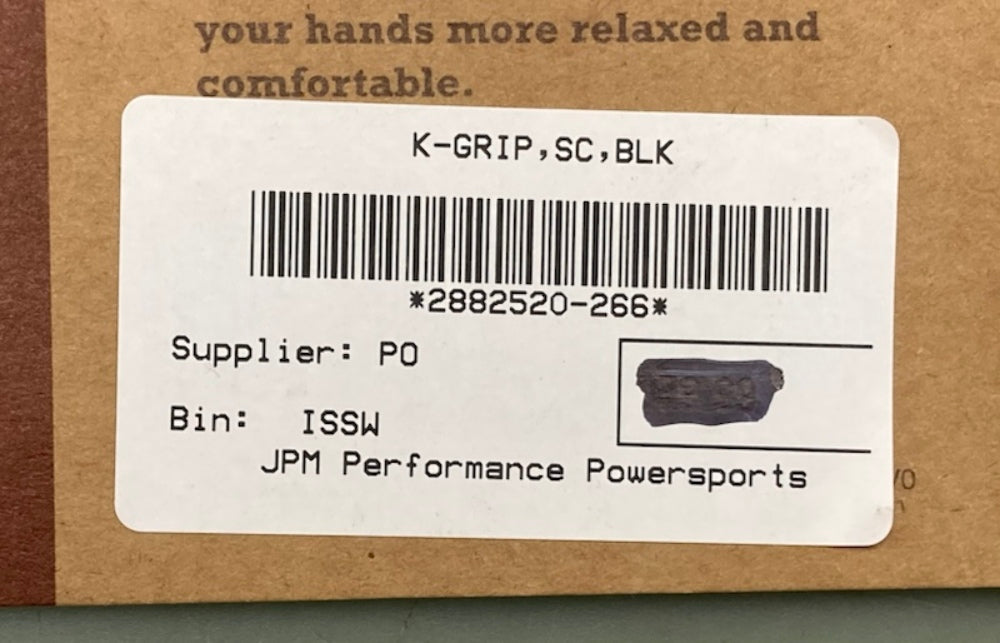 your hands more relaxed and
comfortable.
K-GRIP,SC,BLK
*2882520-266*
Supplier: PO
Bin: ISSW
JPM Performance Powersports